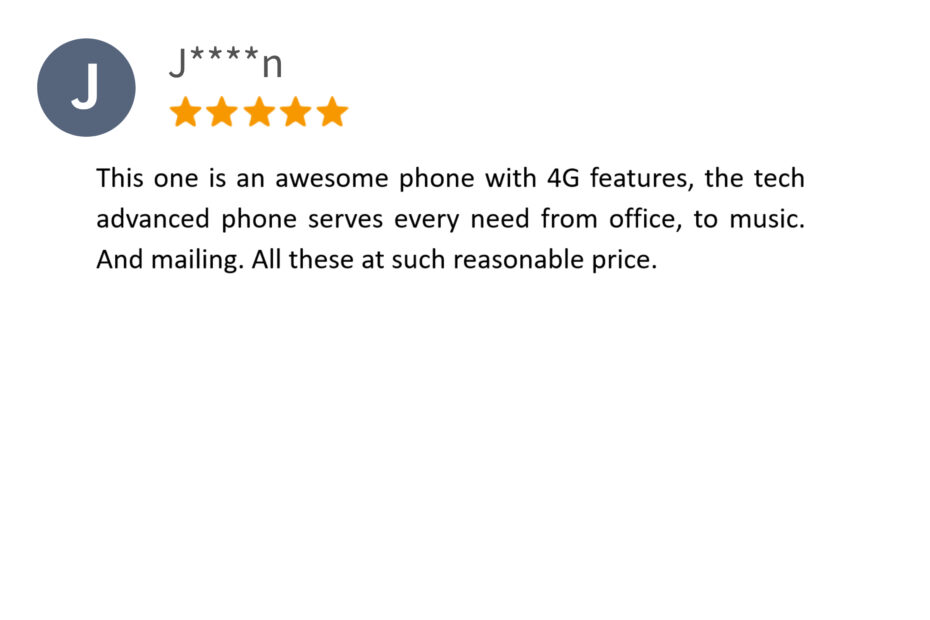 J
J****n
This one is an awesome phone with 4G features, the tech
advanced phone serves every need from office, to music.
And mailing. All these at such reasonable price.